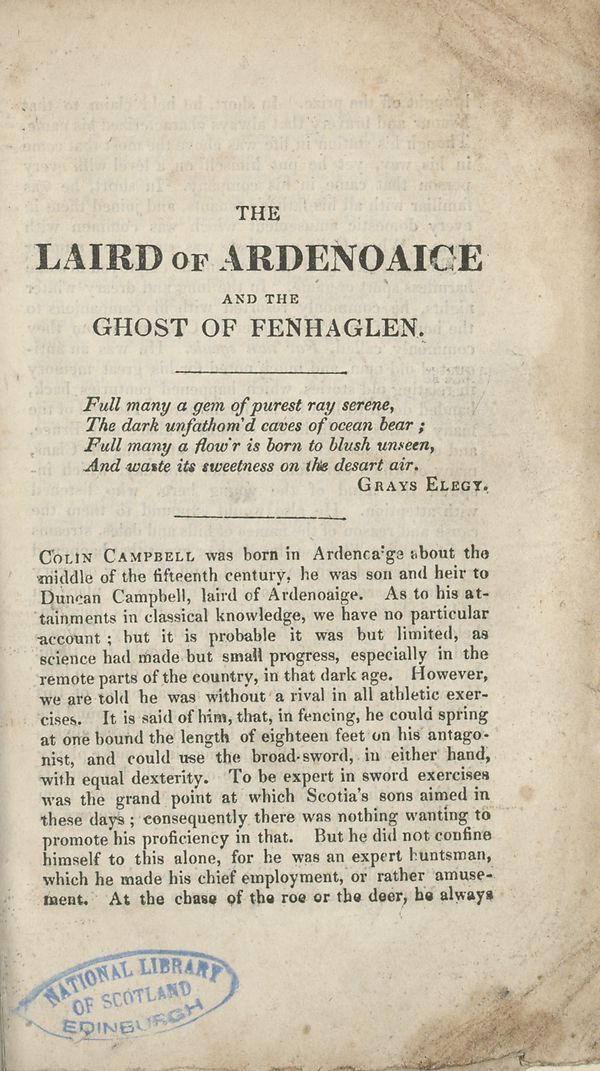 THE
LAIRD OF ARDENOAICE
AND THE
GHOST OF FENHAGLEN.
Full many a gem of purest ray serene,
The dark unfathom'd caves of ocean bear ;
Full many a flow'r is born to blush unseen,
And waste its sweetness on the desart air.
GRAYS ELEGY.
COLIN CAMPBELL was born in Ardenca'ge about the
middle of the fifteenth century, he was son and heir to
Duncan Campbell, laird of Ardenoaige. As to his at-
tainments in classical knowledge, we have no particular
account ; but it is probable it was but limited, as
science had made but small progress, especially in the
remote parts of the country, in that dark age. However,
we are told he was without a rival in all athletic exer-
cises. It is said of him, that, in fencing, he could spring
at one bound the length of eighteen feet on his antago-
nist, and could use the broad-sword, in either hand,
with equal dexterity. To be expert in sword exercises
was the grand point at which Scotia's sons aimed in
these days ; consequently there was nothing wanting to
promote his proficiency in that. But he did not confine
himself to this alone, for he was an expert huntsman,
which he made his chief employment, or rather amuse-
ment. At the chase of the roe or the deer, he always
NATIONAL LIBRARY
OF SCOTLAND
EDINBURGH